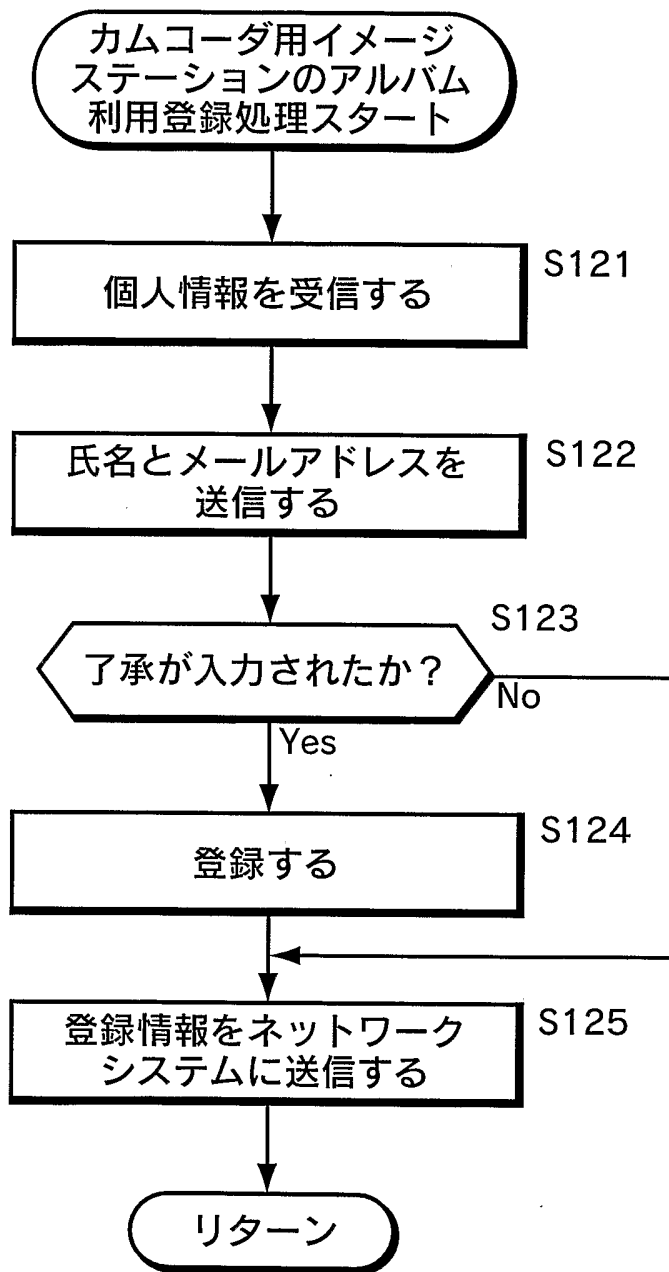 カムコーダ用イメージ
ステーションのアルバム
利用登録処理スタート
S121
個人情報を受信する
S122
氏名とメールアドレスを
送信する
S123
了承が入力されたか？
No
Yes
S124
登録する
S125
登録情報をネットワーク
システムに送信する
リターン